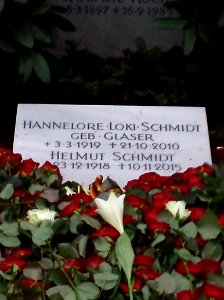 HANNELORE·LOKI·SCHMIDT
GEB·GLASER
*3·3·1919 +21·10·2010
HELMUT SCHMIDT
*23·12·1918 +10·11·2015